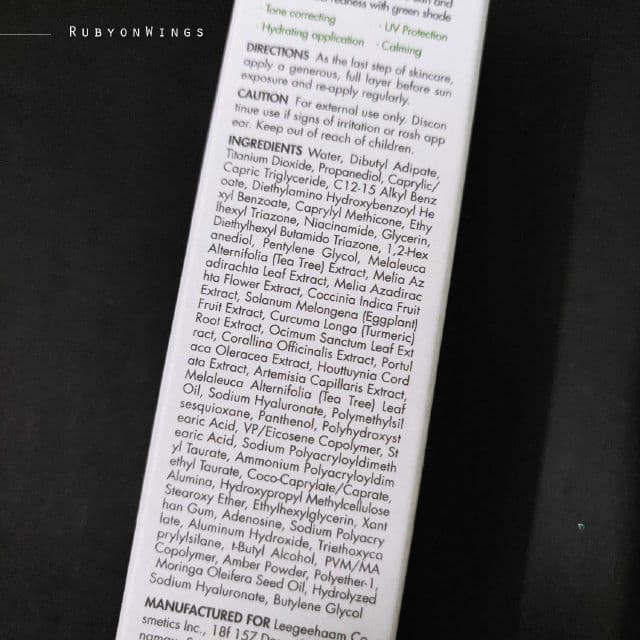 RUBYONWINGS
redness with green shade
· Tone correcting · UV Protection
· Hydrating application · Calming
DIRECTIONS As the last step of skincare,
apply a generous, full layer before sun
exposure and re-apply regularly.
CAUTION For external use only. Discon
tinue use if signs of irritation or rash app
ear. Keep out of reach of children.
INGREDIENTS Water, Dibutyl Adipate,
Titanium Dioxide, Propanediol, Caprylic/
Capric Triglyceride, C12-15 Alkyl Benz
oate, Diethylamino Hydroxybenzoyl He
xyl Benzoate, Caprylyl Methicone, Ethy
lhexyl Triazone, Niacinamide, Glycerin,
Diethylhexyl Butamido Triazone, 1,2-Hex
anediol, Pentylene Glycol, Melaleuca
Alternifolia (Tea Tree) Extract, Melia Az
adirachta Leaf Extract, Melia Azadirac
hta Flower Extract, Coccinia Indica Fruit
Extract, Solanum Melongena (Eggplant)
Fruit Extract, Curcuma Longa (Turmeric)
Root Extract, Ocimum Sanctum Leaf Ext
ract, Corallina Officinalis Extract, Portul
aca Oleracea Extract, Houttuynia Cord
ata Extract, Artemisia Capillaris Extract,
Melaleuca Alternifolia (Tea Tree) Leaf
Oil, Sodium Hyaluronate, Polymethylsil
sesquioxane, Panthenol, Polyhydroxyst
earic Acid, VP/Eicosene Copolymer, St
earic Acid, Sodium Polyacryloyldimeth
yl Taurate, Ammonium Polyacryloyldim
ethyl Taurate, Coco-Caprylate/Caprate,
Alumina, Hydroxypropyl Methylcellulose
Stearoxy Ether, Ethylhexylglycerin, Xant
han Gum, Adenosine, Sodium Polyacry
late, Aluminum Hydroxide, Triethoxyca
prylylsilane, t-Butyl Alcohol, PVM/MA
Copolymer, Amber Powder, Polyether-1,
Moringa Oleifera Seed Oil, Hydrolyzed
Sodium Hyaluronate, Butylene Glycol
MANUFACTURED FOR Leegeehaam Co
smetics Inc., 18f 157